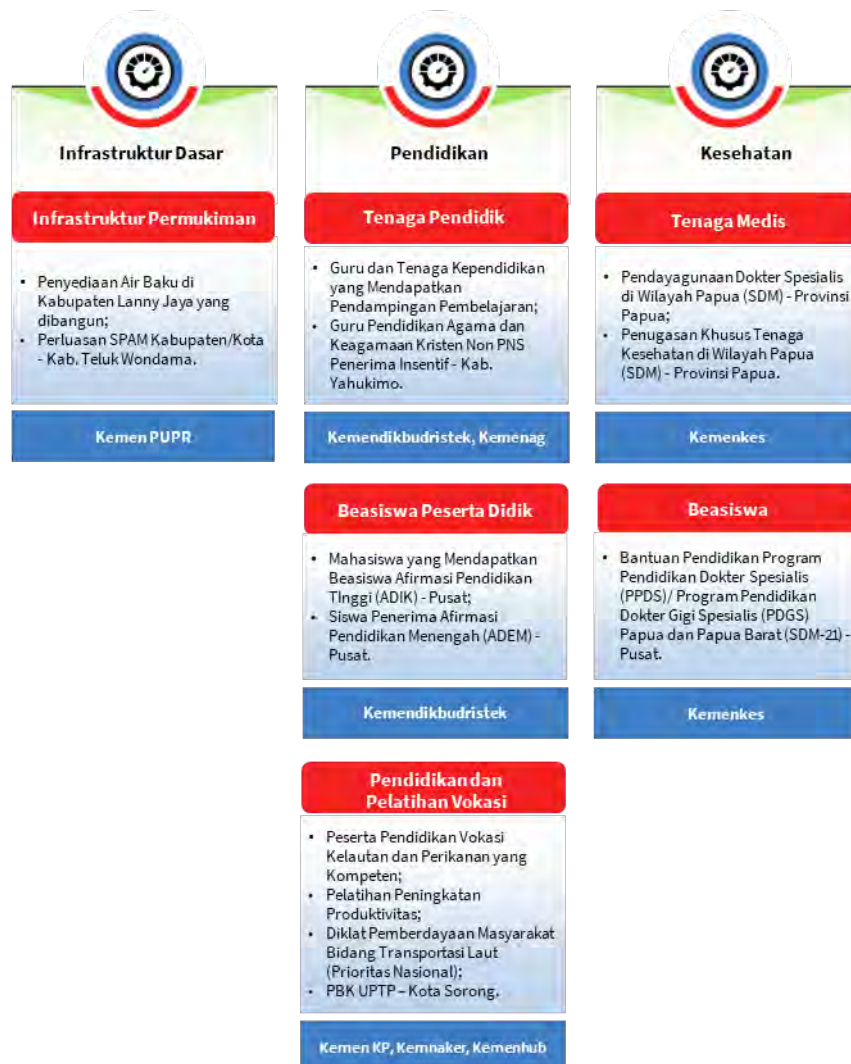 Infrastruktur Dasar
Infrastruktur Permukiman
• Penyediaan Air Baku di
Kabupaten Lanny Jaya yang
dibangun;
• Perluasan SPAM Kabupaten/Kota
- Kab. Teluk Wondama.
Kemen PUPR
Pendidikan
Tenaga Pendidik
• Guru dan Tenaga Kependidikan
yang Mendapatkan
Pendampingan Pembelajaran;
• Guru Pendidikan Agama dan
Keagamaan Kristen Non PNS
Penerima Insentif - Kab.
Yahukimo.
Kemendikbudristek, Kemenag
Beasiswa Peserta Didik
• Mahasiswa yang Mendapatkan
Beasiswa Afirmasi Pendidikan
TInggi (ADIK) - Pusat;
• Siswa Penerima Afirmasi
Pendidikan Menengah (ADEM) -
Pusat.
Kemendikbudristek
Pendidikan dan
Pelatihan Vokasi
• Peserta Pendidikan Vokasi
Kelautan dan Perikanan yang
Kompeten;
• Pelatihan Peningkatan
Produktivitas;
• Diklat Pemberdayaan Masyarakat
Bidang Transportasi Laut
(Prioritas Nasional);
• PBK UPTP – Kota Sorong.
Kemen KP, Kemnaker, Kemenhub
Kesehatan
Tenaga Medis
• Pendayagunaan Dokter Spesialis
di Wilayah Papua (SDM) - Provinsi
Papua;
• Penugasan Khusus Tenaga
Kesehatan di Wilayah Papua
(SDM) - Provinsi Papua.
Kemenkes
Beasiswa
• Bantuan Pendidikan Program
Pendidikan Dokter Spesialis
(PPDS)/ Program Pendidikan
Dokter Gigi Spesialis (PDGS)
Papua dan Papua Barat (SDM-21) -
Pusat.
Kemenkes